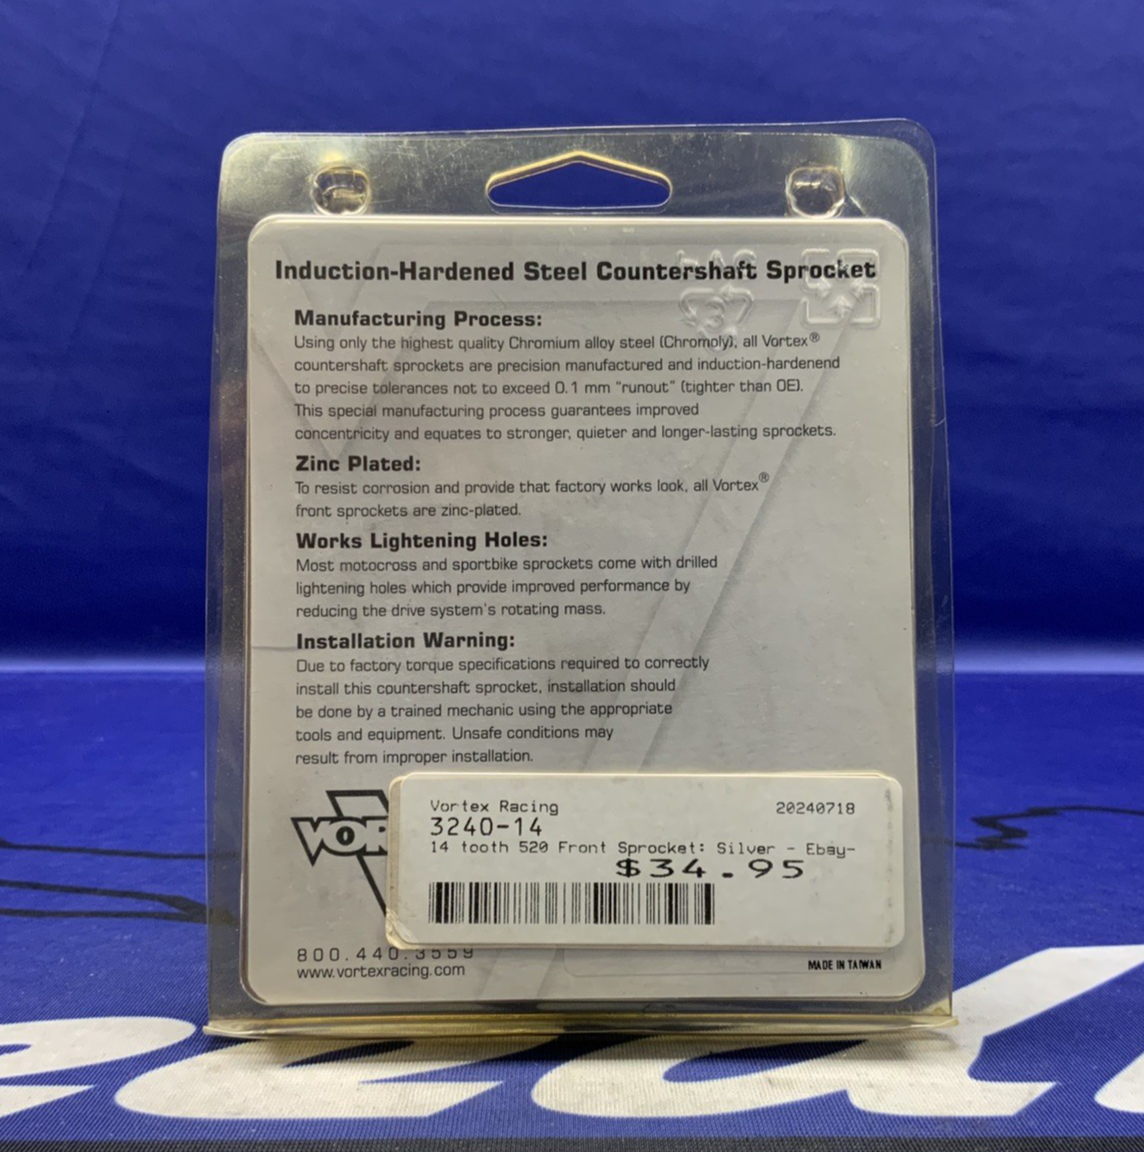 Induction-Hardened Steel Countershaft Sprocket
Manufacturing Process:
Using only the highest quality Chromium alloy steel (Chromoly), all Vortex®
countershaft sprockets are precision manufactured and induction-hardenend
to precise tolerances not to exceed 0.1 mm "runout" (tighter than OE).
This special manufacturing process guarantees improved
concentricity and equates to stronger, quieter and longer-lasting sprockets.
Zinc Plated:
To resist corrosion and provide that factory works look, all Vortex®
front sprockets are zinc-plated.
Works Lightening Holes:
Most motocross and sportbike sprockets come with drilled
lightening holes which provide improved performance by
reducing the drive system's rotating mass.
Installation Warning:
Due to factory torque specifications required to correctly
install this countershaft sprocket, installation should
be done by a trained mechanic using the appropriate
tools and equipment. Unsafe conditions may
result from improper installation.
VOR
Vortex Racing 20240718
3240-14
14 tooth 520 Front Sprocket: Silver - Ebay-
$34.95
800.440.3559
www.vortexracing.com
MADE IN TAIWAN